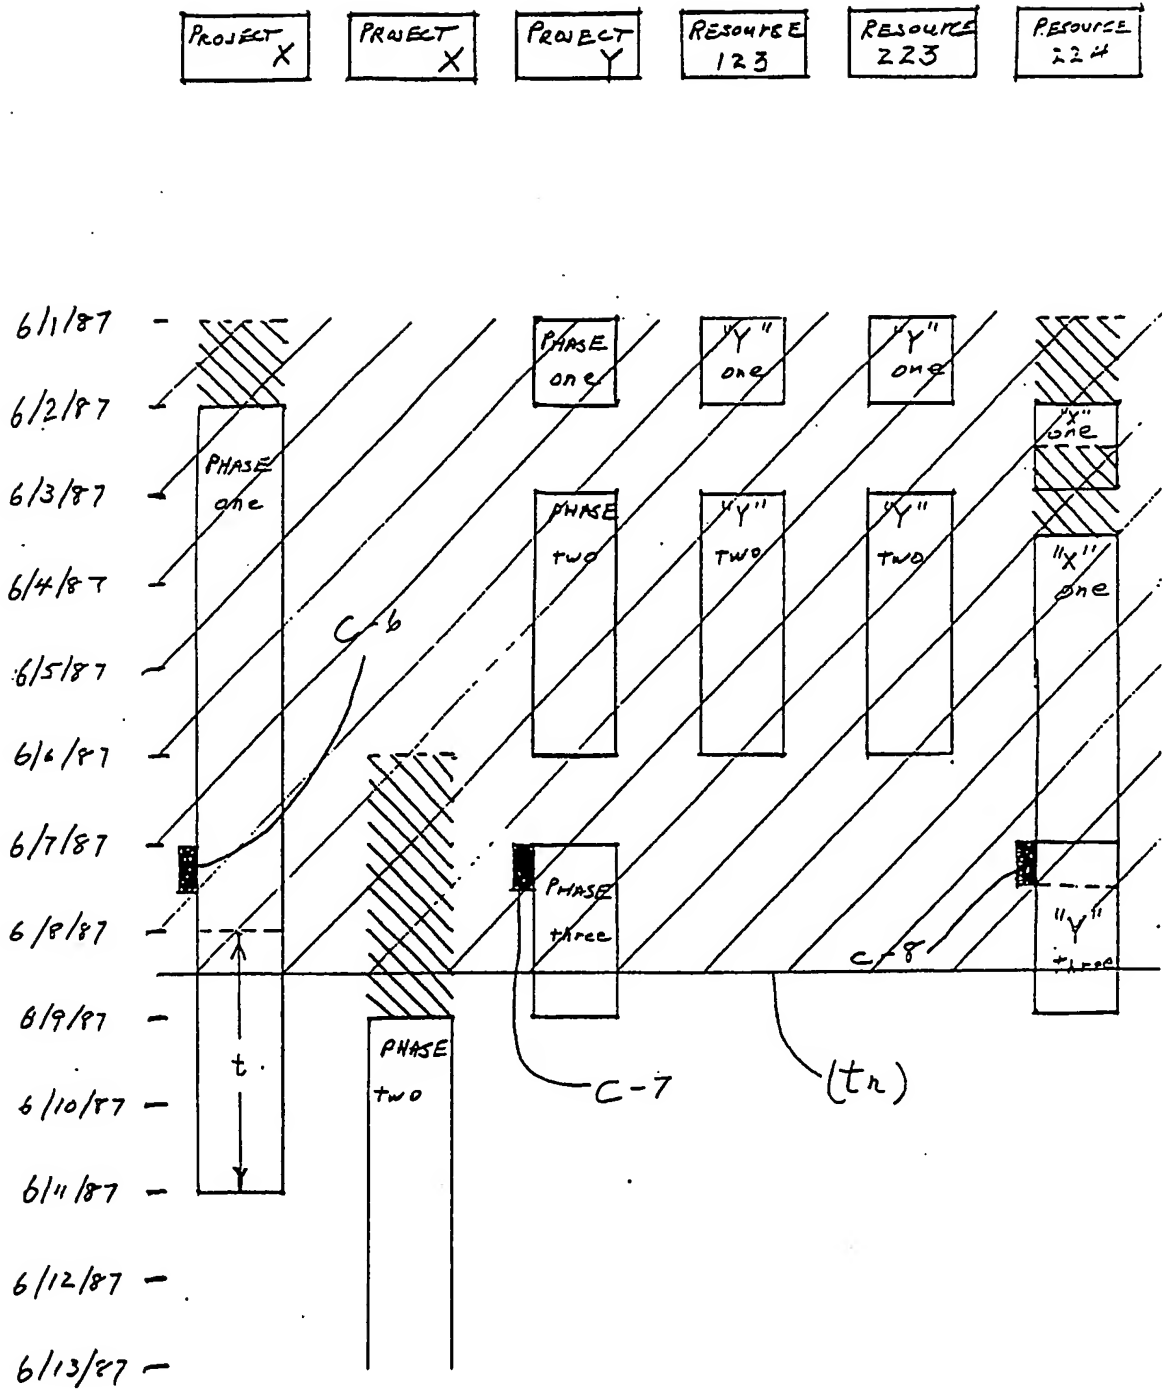 PROJECT
X
PROJECT
X
PROJECT
Y
RESOURCE
123
RESOURCE
223
RESOURCE
224
6/1/87
6/2/87
6/3/87
6/4/87
6/5/87
6/6/87
6/7/87
6/8/87
6/9/87
6/10/87
6/11/87
6/12/87
6/13/87
PHASE
one
t
C-6
PHASE
two
PHASE
one
PHASE
two
PHASE
three
C-7
"Y"
one
"Y"
two
"Y"
one
"Y"
two
(tn)
"X"
one
"X"
one
C-8
"Y"
three